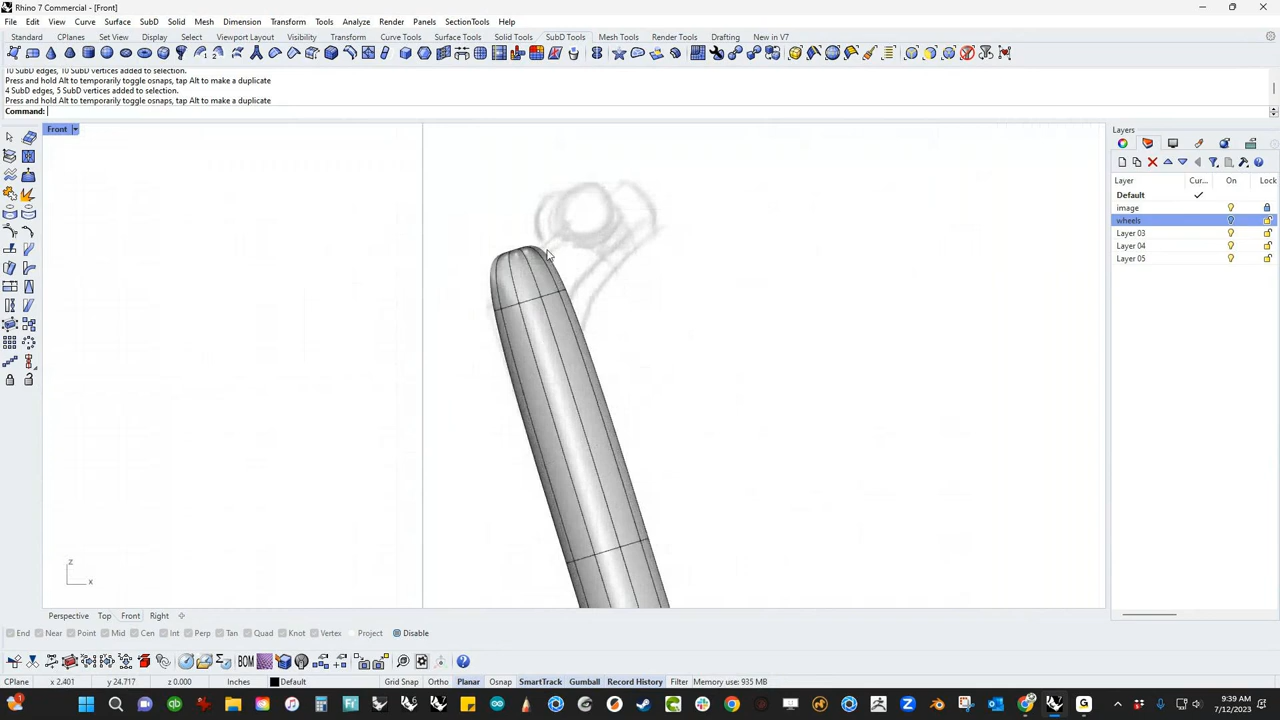 Rhino 7 Commercial - [Front]
File Edit View Curve Surface SubD Solid Mesh Dimension Transform Tools Analyze Render Panels SectionTools Help
Standard CPlanes Set View Display Select Viewport Layout Visibility Transform Curve Tools Surface Tools Solid Tools SubD Tools Mesh Tools Render Tools Drafting New in V7
10 SubD edges, 10 SubD vertices added to selection.
Press and hold Alt to temporarily toggle osnaps, tap Alt to make a duplicate
4 SubD edges, 5 SubD vertices added to selection.
Press and hold Alt to temporarily toggle osnaps, tap Alt to make a duplicate
Command:
Front
Layers
Layer Cur... On Lock
Default
image
wheels
Layer 03
Layer 04
Layer 05
z
x
Perspective Top Front Right
End Near Point Mid Cen Int Perp Tan Quad Knot Vertex Project Disable
BOM
CPlane x 2.401 y 24.717 z 0.000 Inches Default Grid Snap Ortho Planar Osnap SmartTrack Gumball Record History Filter Memory use: 935 MB
9:39 AM
7/12/2023